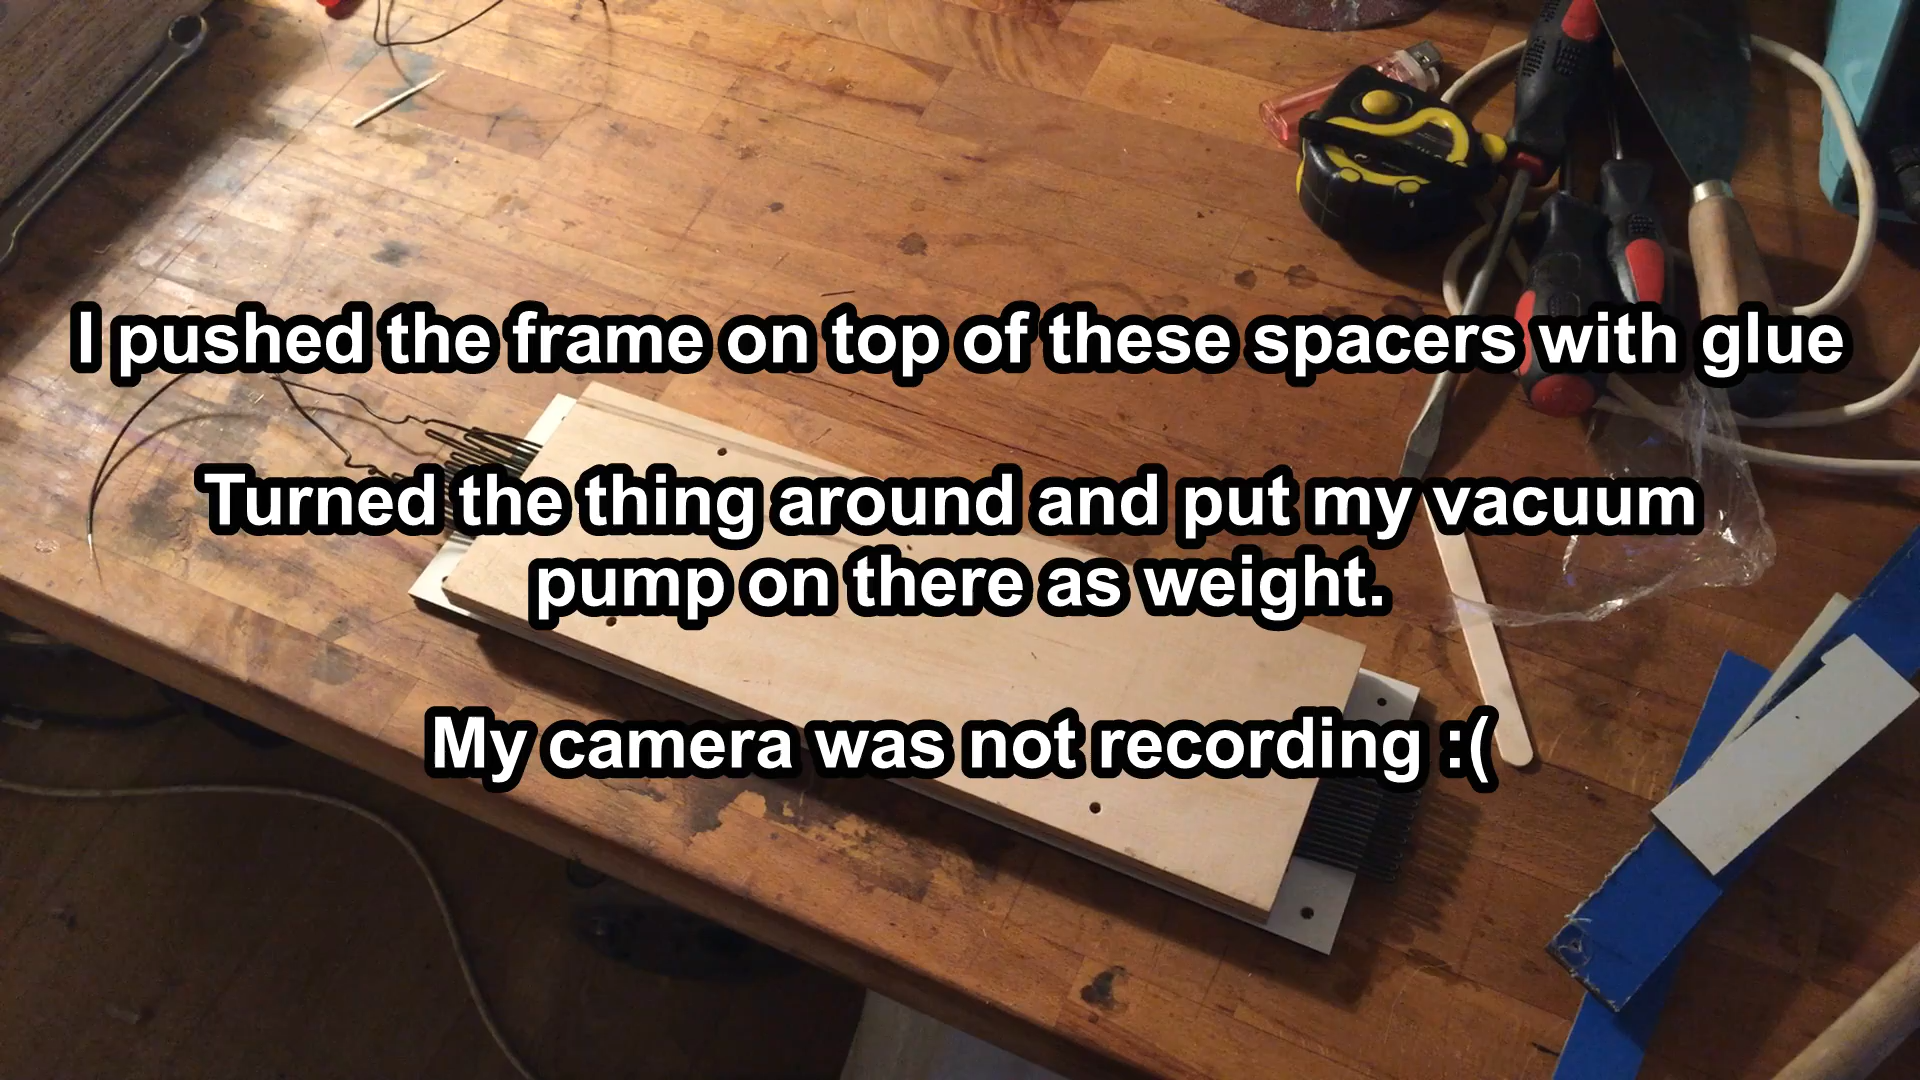 I pushed the frame on top of these spacers with glue
Turned the thing around and put my vacuum
pump on there as weight.
My camera was not recording :(